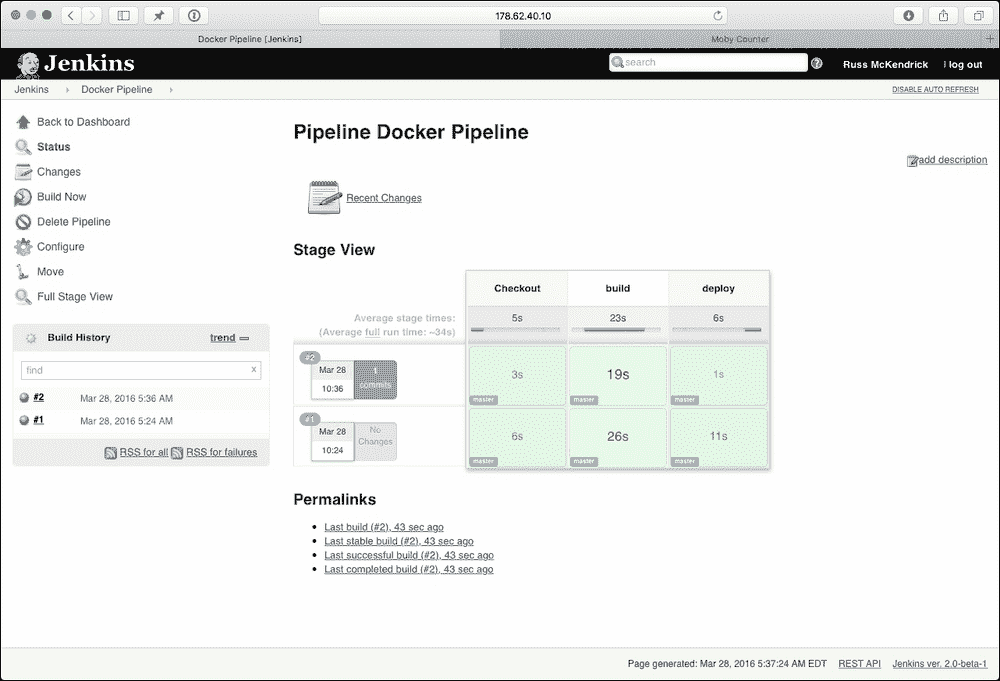 178.62.40.10
Docker Pipeline [Jenkins]
Moby Counter
Jenkins
search
Russ McKendrick
log out
Jenkins
Docker Pipeline
DISABLE AUTO REFRESH
Back to Dashboard
Status
Changes
Build Now
Delete Pipeline
Configure
Move
Full Stage View
Build History
trend
find
x
#2 Mar 28, 2016 5:36 AM
#1 Mar 28, 2016 5:24 AM
RSS for all RSS for failures
Pipeline Docker Pipeline
add description
Recent Changes
Stage View
Checkout build deploy
Average stage times:
(Average full run time: ~34s)
5s 23s 6s
#2
Mar 28
10:36
1
commits
3s 19s 1s
master master master
#1
Mar 28
10:24
No
Changes
6s 26s 11s
master master master
Permalinks
Last build (#2), 43 sec ago
Last stable build (#2), 43 sec ago
Last successful build (#2), 43 sec ago
Last completed build (#2), 43 sec ago
Page generated: Mar 28, 2016 5:37:24 AM EDT REST API Jenkins ver. 2.0-beta-1